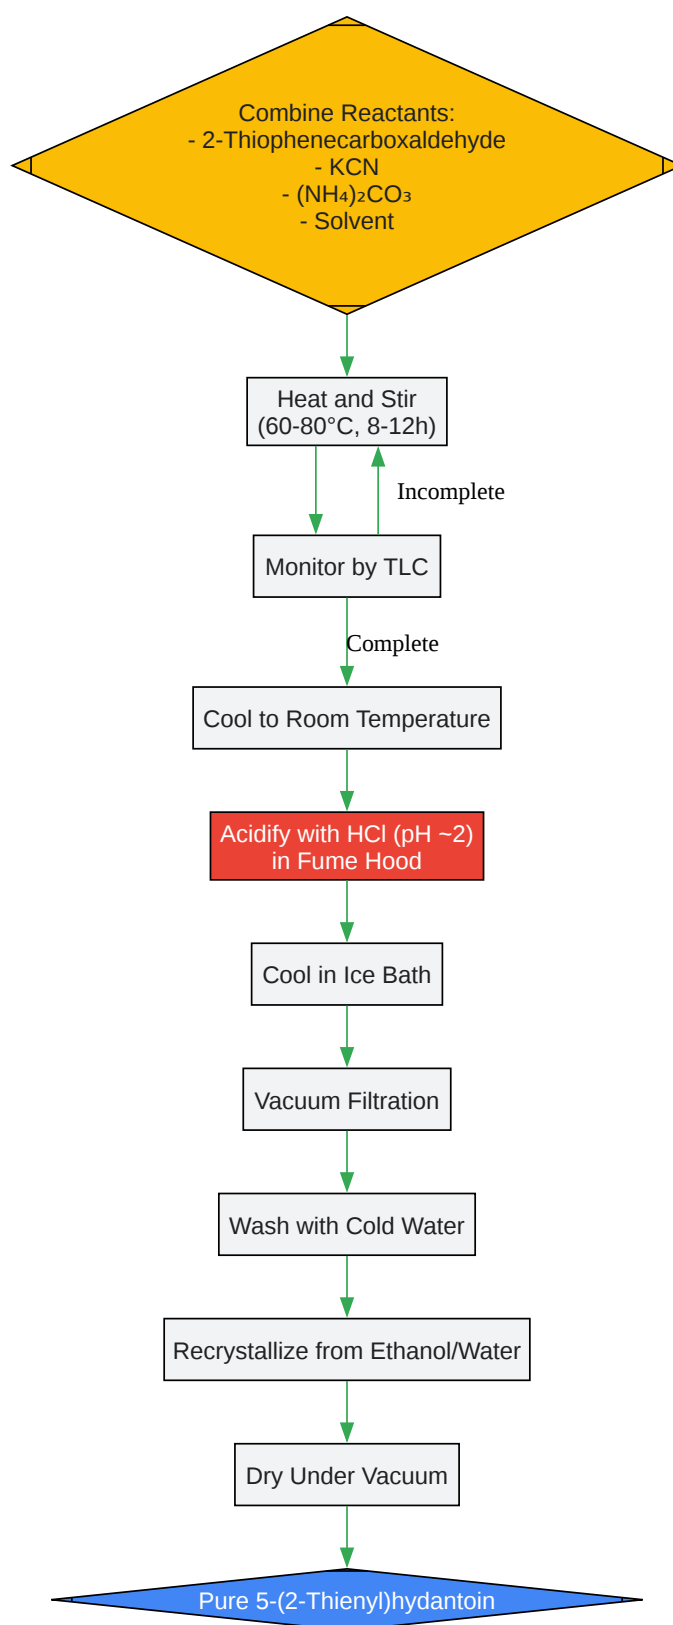 Combine Reactants:
- 2-Thiophenecarboxaldehyde
- KCN
- (NH₄)₂CO₃
- Solvent
Heat and Stir
(60-80°C, 8-12h)
Incomplete
Monitor by TLC
Complete
Cool to Room Temperature
Acidify with HCl (pH ~2)
in Fume Hood
Cool in Ice Bath
Vacuum Filtration
Wash with Cold Water
Recrystallize from Ethanol/Water
Dry Under Vacuum
Pure 5-(2-Thienyl)hydantoin